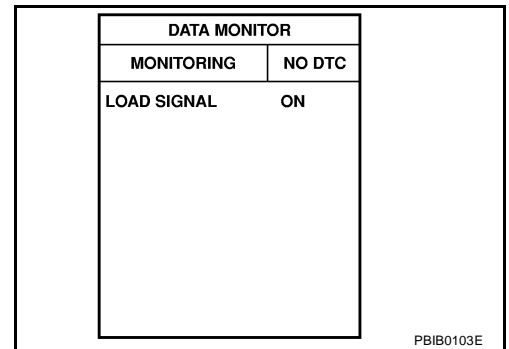 DATA MONITOR
MONITORING NO DTC
LOAD SIGNAL ON
PBIB0103E